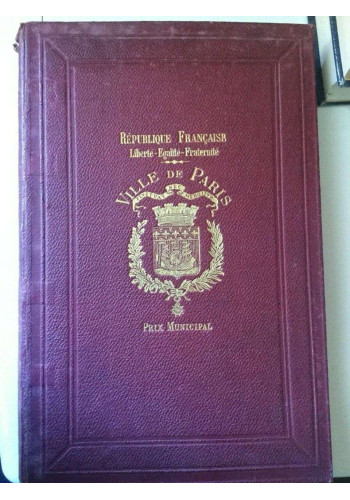 RÉPUBLIQUE FRANÇAISE
Liberté-Egalité-Fraternité
VILLE DE PARIS
PRIX MUNICIPAL